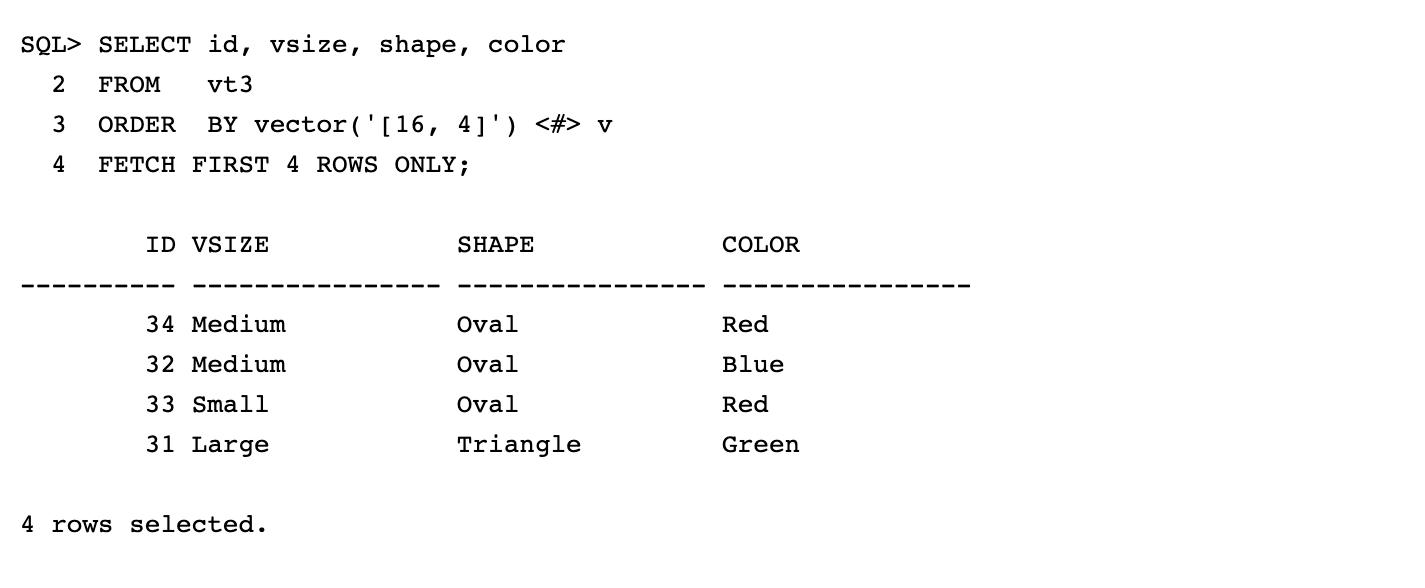 SQL> SELECT id, vsize, shape, color
  2  FROM   vt3
  3  ORDER  BY vector('[16, 4]') <#> v
  4  FETCH FIRST 4 ROWS ONLY;

        ID VSIZE            SHAPE            COLOR
---------- ---------------- ---------------- ----------------
        34 Medium           Oval             Red
        32 Medium           Oval             Blue
        33 Small            Oval             Red
        31 Large            Triangle         Green

4 rows selected.